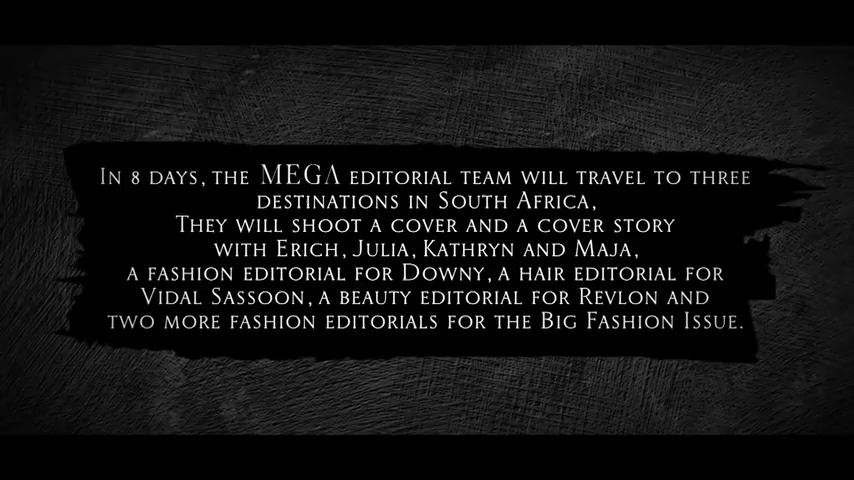 In 8 days, the MEGA editorial team will travel to three
destinations in South Africa,
They will shoot a cover and a cover story
with Erich, Julia, Kathryn and Maja,
a fashion editorial for Downy, a hair editorial for
Vidal Sassoon, a beauty editorial for Revlon and
two more fashion editorials for the Big Fashion Issue.